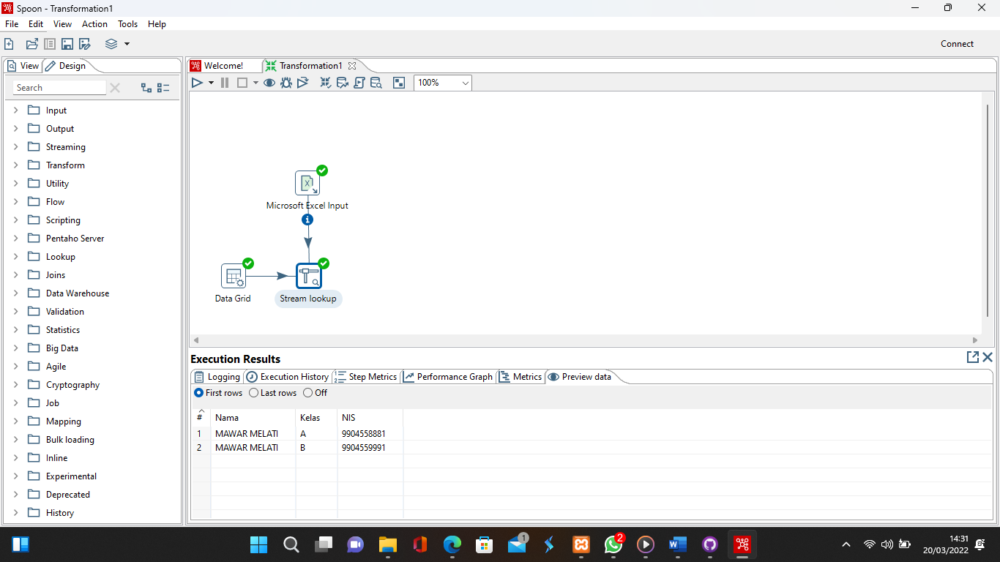 Spoon - Transformation1
File Edit View Action Tools Help
Connect
View Design
Welcome! Transformation1
Search
100%
Input
Output
Streaming
Transform
Utility
Flow
Scripting
Pentaho Server
Lookup
Joins
Data Warehouse
Validation
Statistics
Big Data
Agile
Cryptography
Job
Mapping
Bulk loading
Inline
Experimental
Deprecated
History
Microsoft Excel Input
Data Grid
Stream lookup
Execution Results
Logging Execution History Step Metrics Performance Graph Metrics Preview data
First rows Last rows Off
# Nama Kelas NIS
1 MAWAR MELATI A 9904558881
2 MAWAR MELATI B 9904559991
1
2
14:31
20/03/2022